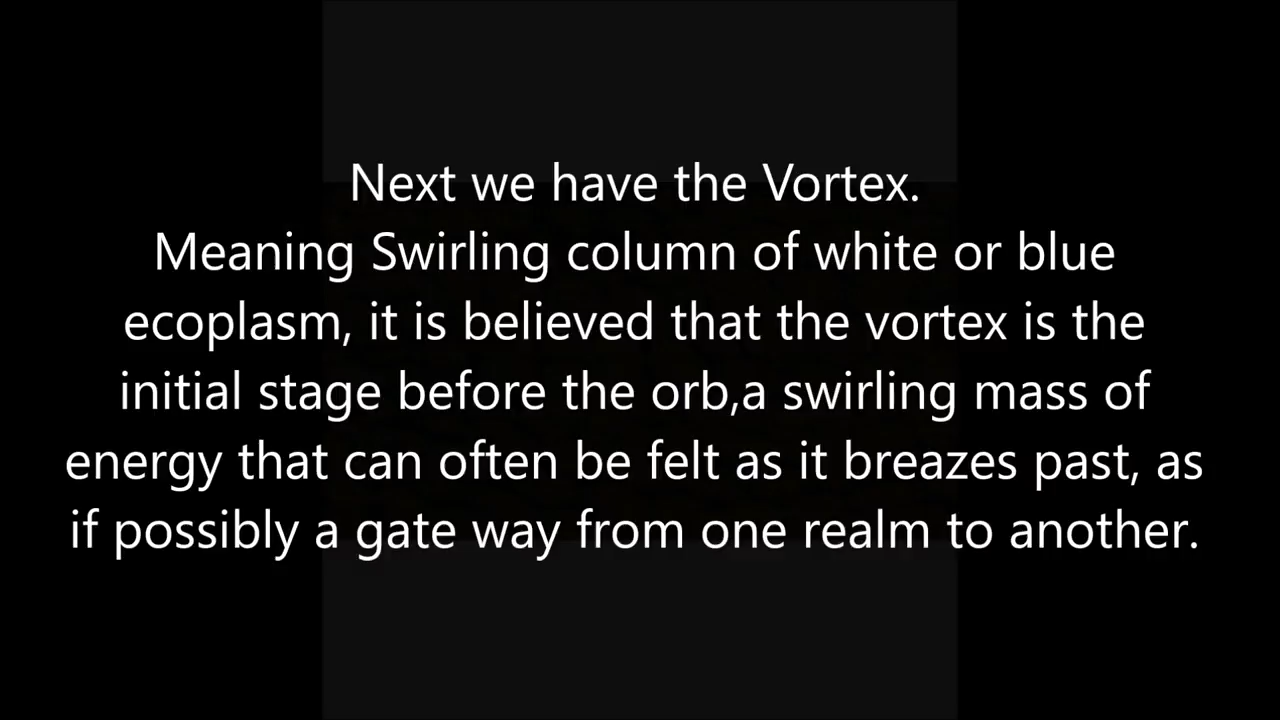 Next we have the Vortex.
Meaning Swirling column of white or blue
ecoplasm, it is believed that the vortex is the
initial stage before the orb,a swirling mass of
energy that can often be felt as it breazes past, as
if possibly a gate way from one realm to another.